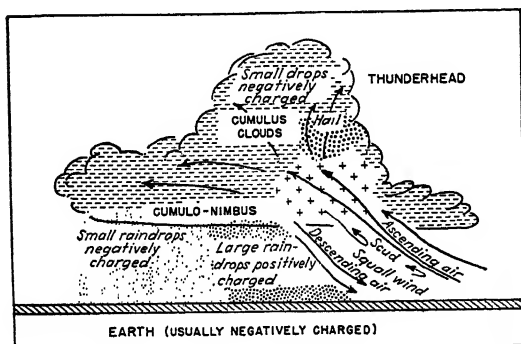 Small drops
negatively
charged
THUNDERHEAD
CUMULUS
CLOUDS
Hail
CUMULO-NIMBUS
Small raindrops
negatively
charged
Large rain-
drops positively
charged
Descending air
Squall wind
Scud
Ascending air
EARTH (USUALLY NEGATIVELY CHARGED)